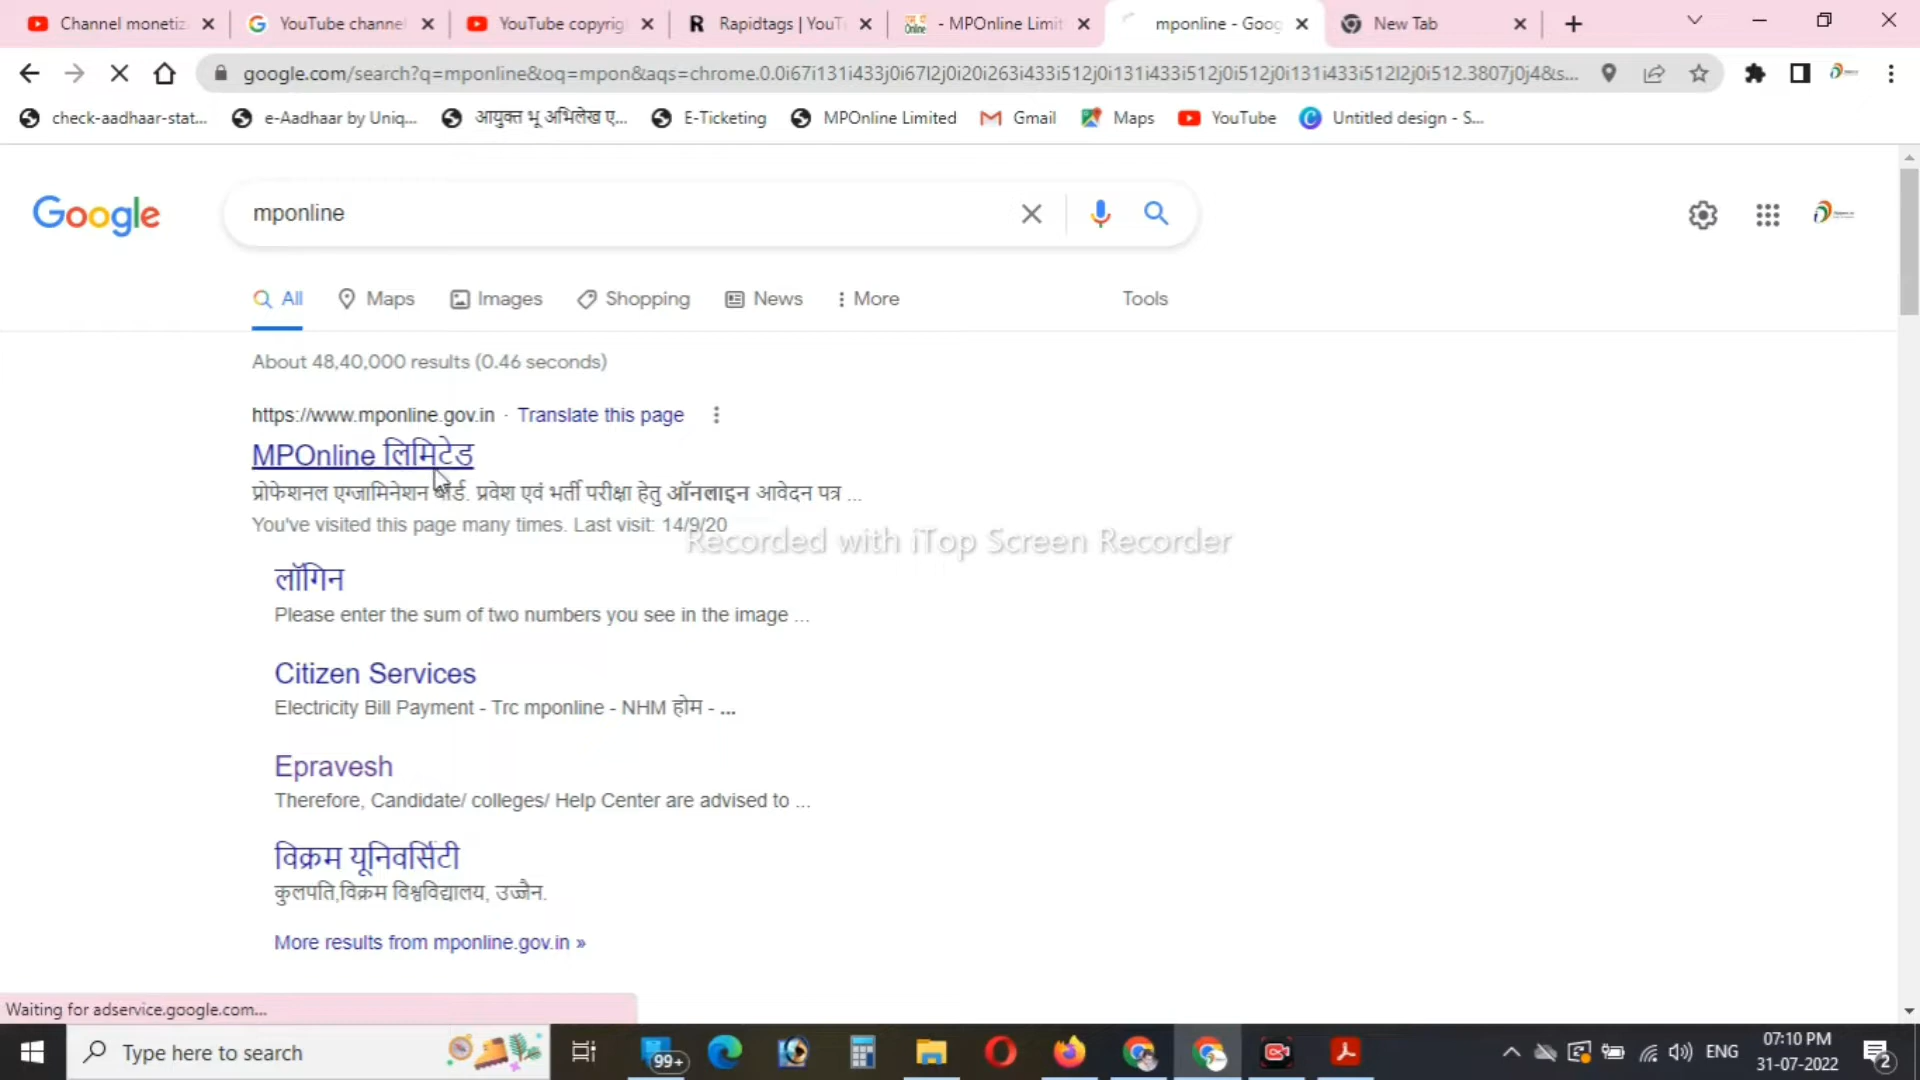 Channel monetiz
YouTube channel
YouTube copyrig
Rapidtags | YouT
- MPOnline Limit
mponline - Goog
New Tab
google.com/search?q=mponline&oq=mpon&aqs=chrome.0.0i67i131i433j0i67l2j0i20i263i433i512j0i131i433i512j0i512j0i131i433i512l2j0i512.3807j0j4&s...
check-aadhaar-stat...
e-Aadhaar by Uniq...
आयुक्त भू अभिलेख ए...
E-Ticketing
MPOnline Limited
Gmail
Maps
YouTube
Untitled design - S...
Google
mponline
All
Maps
Images
Shopping
News
More
Tools
About 48,40,000 results (0.46 seconds)
https://www.mponline.gov.in · Translate this page
MPOnline लिमिटेड
प्रोफेशनल एग्जामिनेशन बोर्ड. प्रवेश एवं भर्ती परीक्षा हेतु ऑनलाइन आवेदन पत्र ...
You've visited this page many times. Last visit: 14/9/20
Recorded with iTop Screen Recorder
लॉगिन
Please enter the sum of two numbers you see in the image ...
Citizen Services
Electricity Bill Payment - Trc mponline - NHM होम - ...
Epravesh
Therefore, Candidate/ colleges/ Help Center are advised to ...
विक्रम यूनिवर्सिटी
कुलपति,विक्रम विश्वविद्यालय, उज्जैन.
More results from mponline.gov.in »
Waiting for adservice.google.com...
Type here to search
99+
ENG
07:10 PM
31-07-2022
2